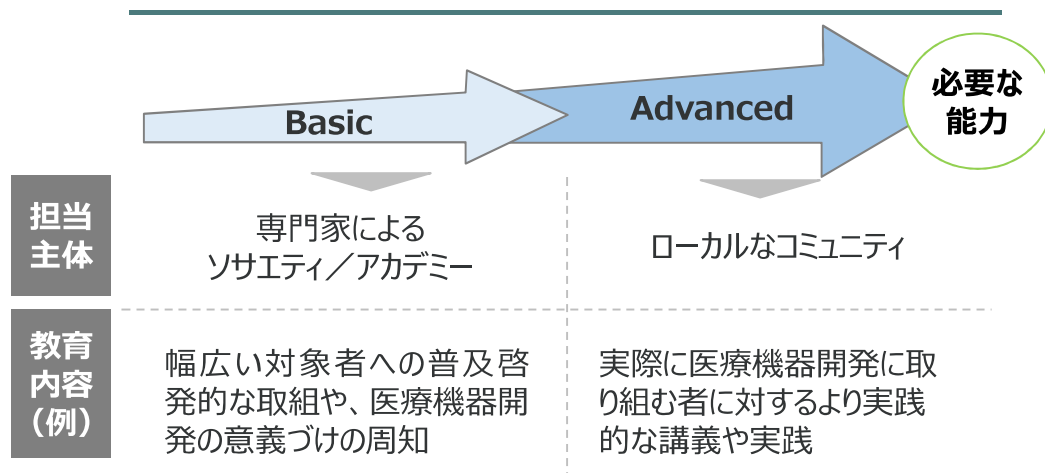 Basic
Advanced
必要な
能力
担当
主体
専門家による
ソサエティ／アカデミー
ローカルなコミュニティ
教育
内容
（例）
幅広い対象者への普及啓
発的な取組や、医療機器開
発の意義づけの周知
実際に医療機器開発に取
り組む者に対するより実践
的な講義や実践